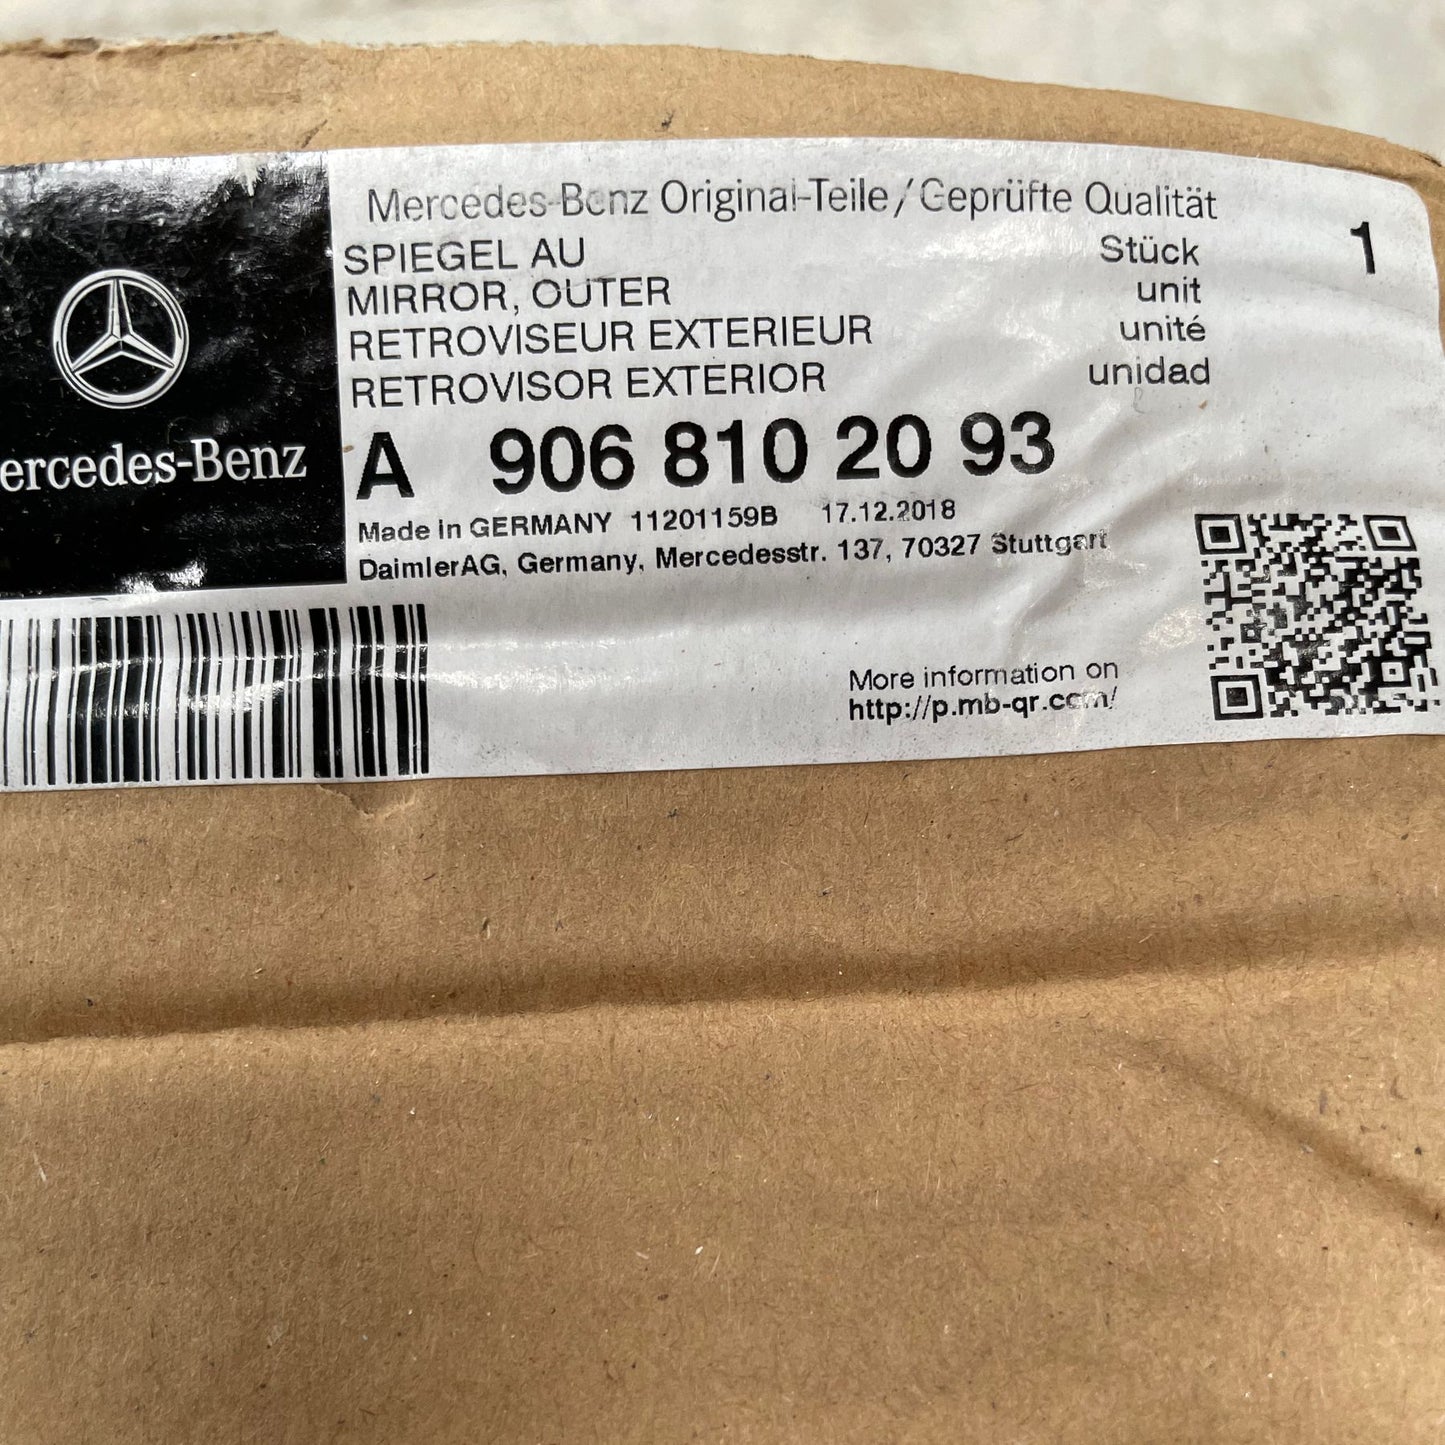 Mercedes-Benz Original-Teile/Geprüfte Qualität
SPIEGEL AU Stück 1
MIRROR, OUTER unit
RETROVISEUR EXTERIEUR unité
RETROVISOR EXTERIOR unidad
ercedes-Benz
A 906 810 20 93
Made in GERMANY 11201159B 17.12.2018
DaimlerAG, Germany, Mercedesstr. 137, 70327 Stuttgart
More information on
http://p.mb-qr.com/